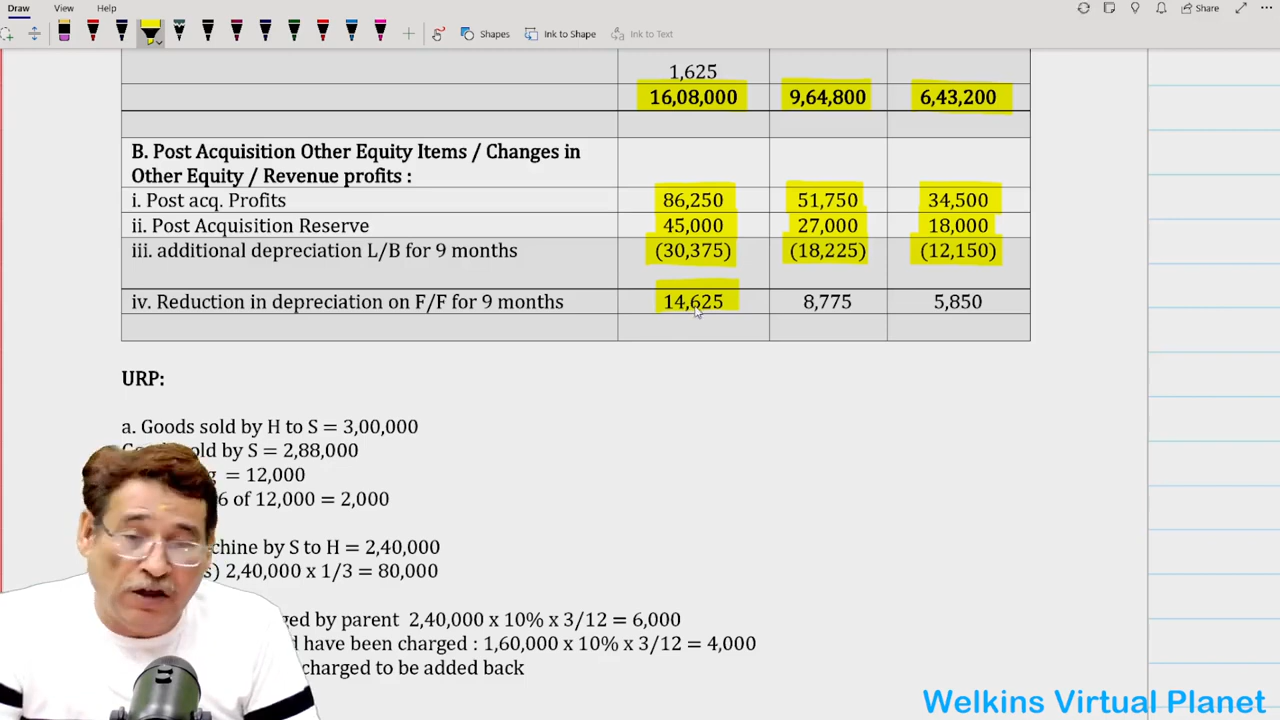 Draw View Help
Share
Shapes Ink to Shape Ink to Text
1,625
16,08,000 9,64,800 6,43,200
B. Post Acquisition Other Equity Items / Changes in
Other Equity / Revenue profits :
i. Post acq. Profits 86,250 51,750 34,500
ii. Post Acquisition Reserve 45,000 27,000 18,000
iii. additional depreciation L/B for 9 months (30,375) (18,225) (12,150)
iv. Reduction in depreciation on F/F for 9 months 14,625 8,775 5,850
URP:
a. Goods sold by H to S = 3,00,000
old by S = 2,88,000
= 12,000
6 of 12,000 = 2,000
chine by S to H = 2,40,000
2,40,000 x 1/3 = 80,000
ged by parent 2,40,000 x 10% x 3/12 = 6,000
have been charged : 1,60,000 x 10% x 3/12 = 4,000
charged to be added back
Welkins Virtual Planet